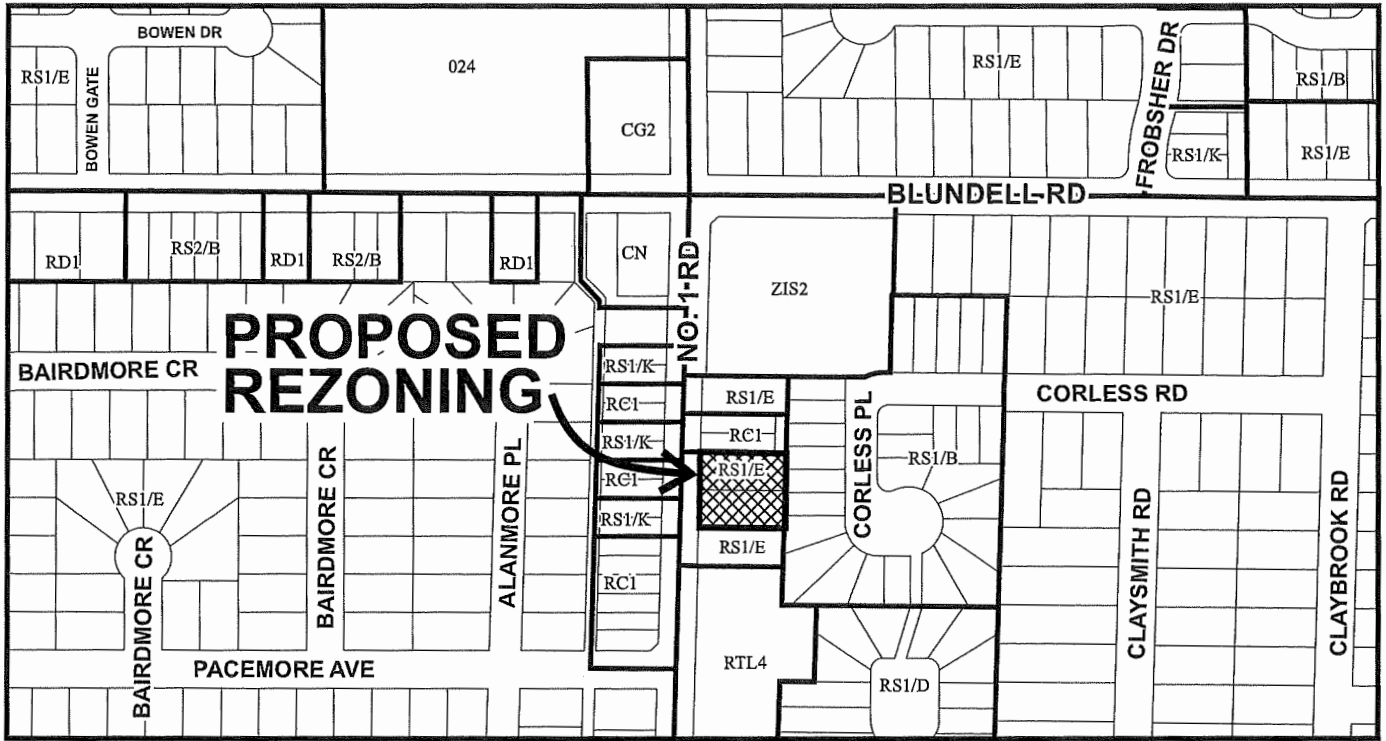 BOWEN DR
RS1/E
BOWEN GATE
024
CG2
RS1/E
FROBSHER DR
RS1/B
RS1/K
RS1/E
BLUNDELL RD
RD1
RS2/B
RD1
RS2/B
RD1
CN
NO. 1 RD
ZIS2
RS1/E
PROPOSED
REZONING
BAIRDMORE CR
RS1/K
RC1
RS1/K
RC1
RS1/K
RC1
RS1/E
RC1
RS1/E
RS1/E
CORLESS PL
RS1/B
CORLESS RD
RS1/E
BAIRDMORE CR
BAIRDMORE CR
ALANMORE PL
PACEMORE AVE
RTL4
RS1/D
CLAYSMITH RD
CLAYBROOK RD